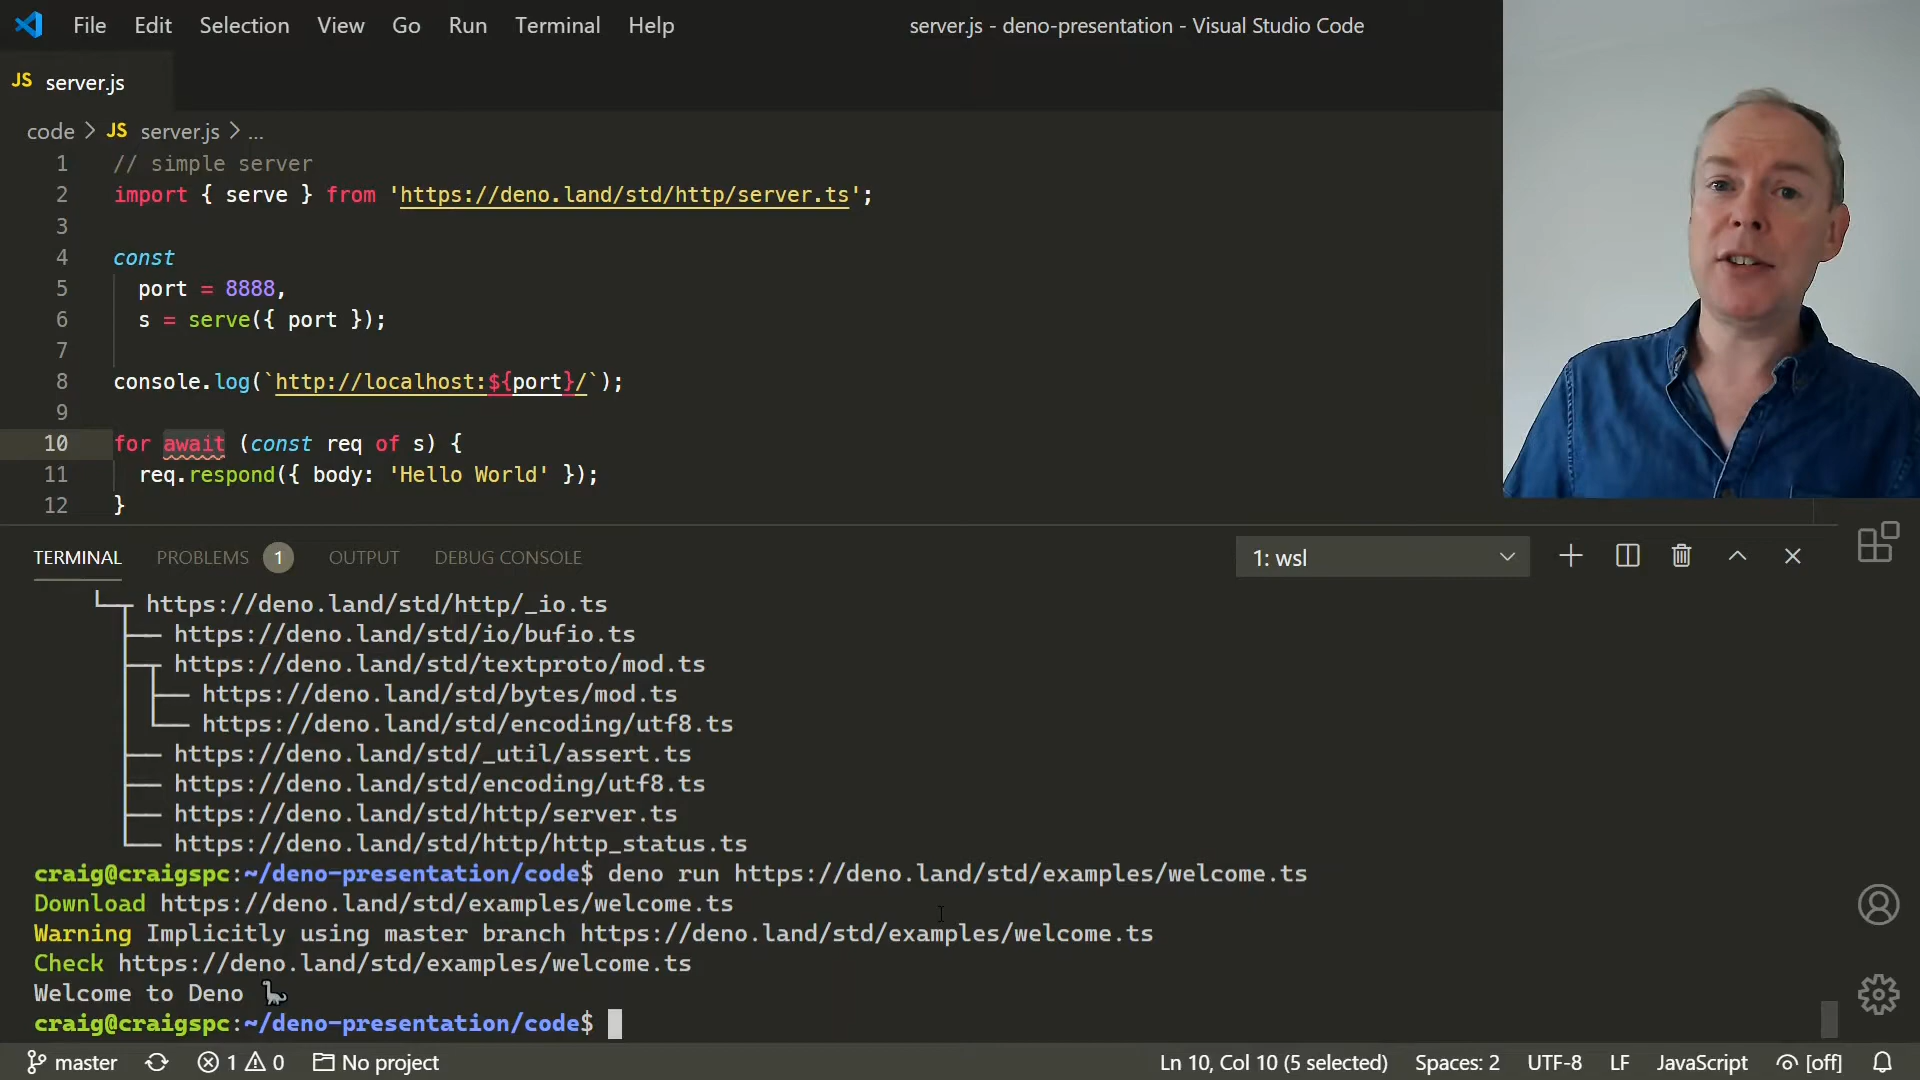 File Edit Selection View Go Run Terminal Help server.js - deno-presentation - Visual Studio Code
JS server.js
code > JS server.js > ...
1 // simple server
2 import { serve } from 'https://deno.land/std/http/server.ts';
3
4 const
5 port = 8888,
6 s = serve({ port });
7
8 console.log(`http://localhost:${port}/`);
9
10 for await (const req of s) {
11 req.respond({ body: 'Hello World' });
12 }
TERMINAL PROBLEMS 1 OUTPUT DEBUG CONSOLE 1: wsl
https://deno.land/std/http/_io.ts
https://deno.land/std/io/bufio.ts
https://deno.land/std/textproto/mod.ts
https://deno.land/std/bytes/mod.ts
https://deno.land/std/encoding/utf8.ts
https://deno.land/std/_util/assert.ts
https://deno.land/std/encoding/utf8.ts
https://deno.land/std/http/server.ts
https://deno.land/std/http/http_status.ts
craig@craigspc:~/deno-presentation/code$ deno run https://deno.land/std/examples/welcome.ts
Download https://deno.land/std/examples/welcome.ts
Warning Implicitly using master branch https://deno.land/std/examples/welcome.ts
Check https://deno.land/std/examples/welcome.ts
Welcome to Deno 🦕
craig@craigspc:~/deno-presentation/code$
master 1 0 No project Ln 10, Col 10 (5 selected) Spaces: 2 UTF-8 LF JavaScript [off]